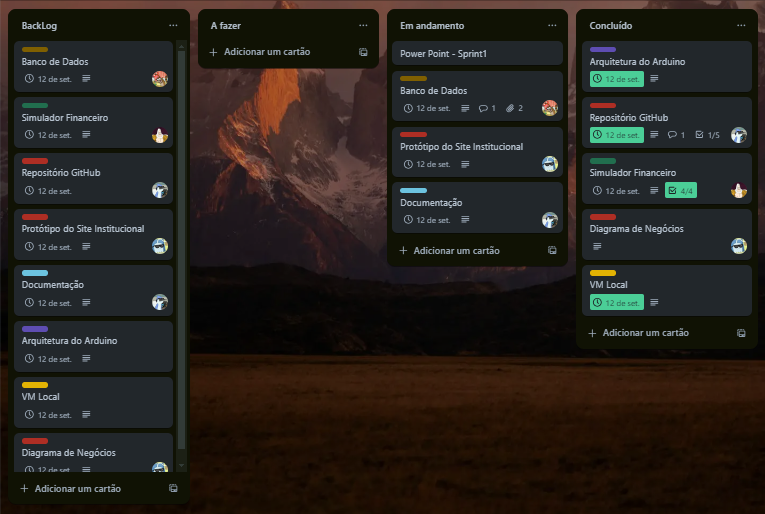 BackLog
Banco de Dados
12 de set.
Simulador Financeiro
12 de set.
Repositório GitHub
12 de set.
Protótipo do Site Institucional
12 de set.
Documentação
12 de set.
Arquitetura do Arduino
12 de set.
VM Local
12 de set.
Diagrama de Negócios
12 de set.
+ Adicionar um cartão
A fazer
+ Adicionar um cartão
Em andamento
Power Point - Sprint1
Banco de Dados
12 de set. 1 2
Protótipo do Site Institucional
12 de set.
Documentação
12 de set.
+ Adicionar um cartão
Concluído
Arquitetura do Arduino
12 de set.
Repositório GitHub
12 de set. 1 1/5
Simulador Financeiro
12 de set. 4/4
Diagrama de Negócios
VM Local
12 de set.
+ Adicionar um cartão